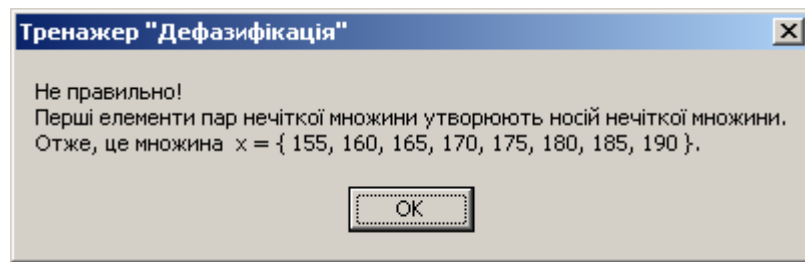 Тренажер "Дефазифікація"
Не правильно!
Перші елементи пар нечіткої множини утворюють носій нечіткої множини.
Отже, це множина x = { 155, 160, 165, 170, 175, 180, 185, 190 }.
OK